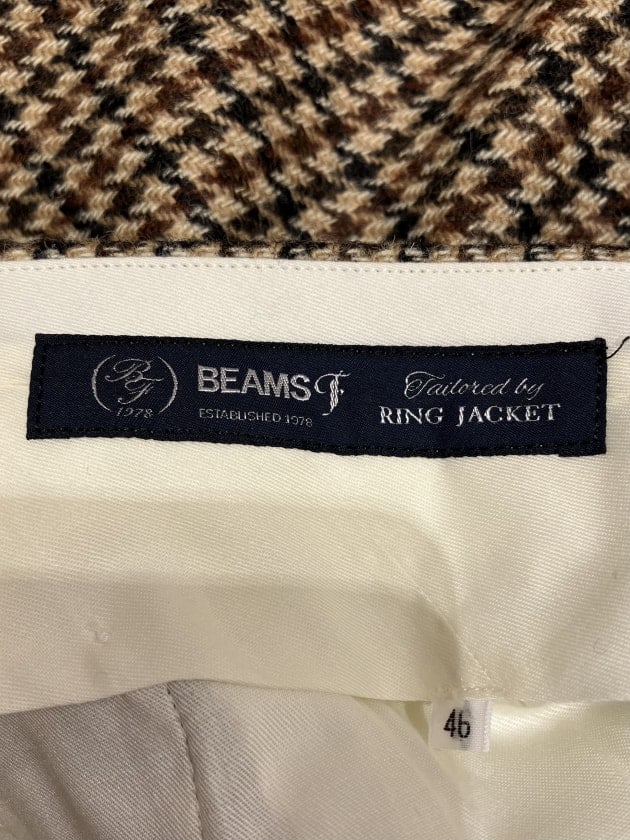 BF
1978
BEAMS F
ESTABLISHED 1978
Tailored by
RING JACKET
46